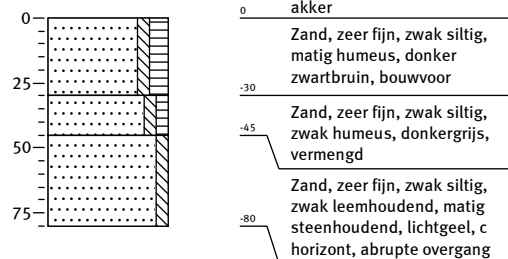 0
25
50
75
0
akker
Zand, zeer fijn, zwak siltig,
matig humeus, donker
zwartbruin, bouwvoor
-30
Zand, zeer fijn, zwak siltig,
-45
zwak humeus, donkergrijs,
vermengd
Zand, zeer fijn, zwak siltig,
zwak leemhoudend, matig
-80
steenhoudend, lichtgeel, c
horizont, abrupte overgang